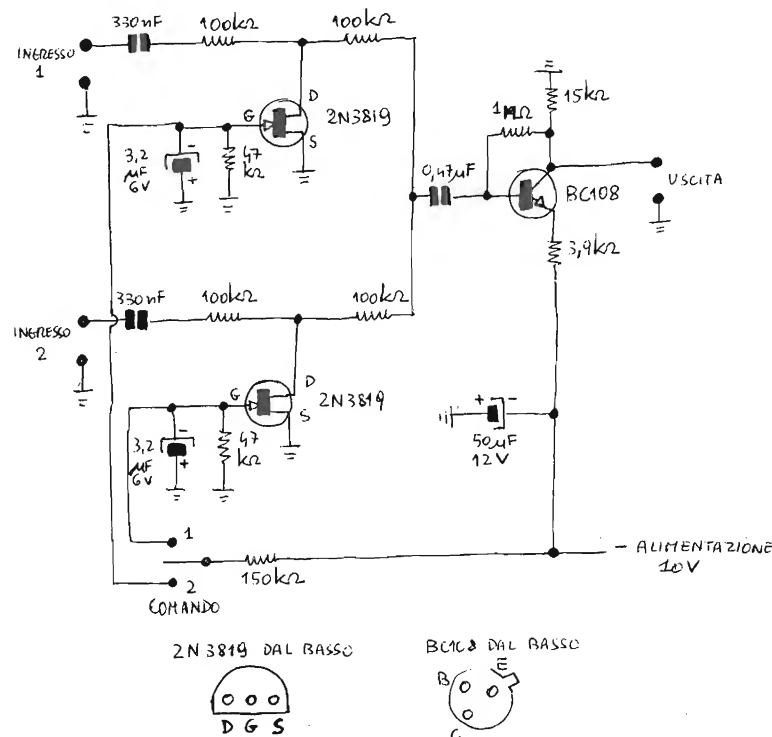 330nF
100kΩ
100kΩ
INGRESSO
1
D
G
S
2N3819
3,2
µF
6V
-
+
47
kΩ
1MΩ
15kΩ
0,47µF
BC108
USCITA
3,9kΩ
330nF
100kΩ
100kΩ
INGRESSO
2
D
G
S
2N3819
3,2
µF
6V
-
+
47
kΩ
+ -
50µF
12V
1
2
COMANDO
150kΩ
- ALIMENTAZIONE
10V
2N3819 DAL BASSO
D G S
BC108 DAL BASSO
E
B
C